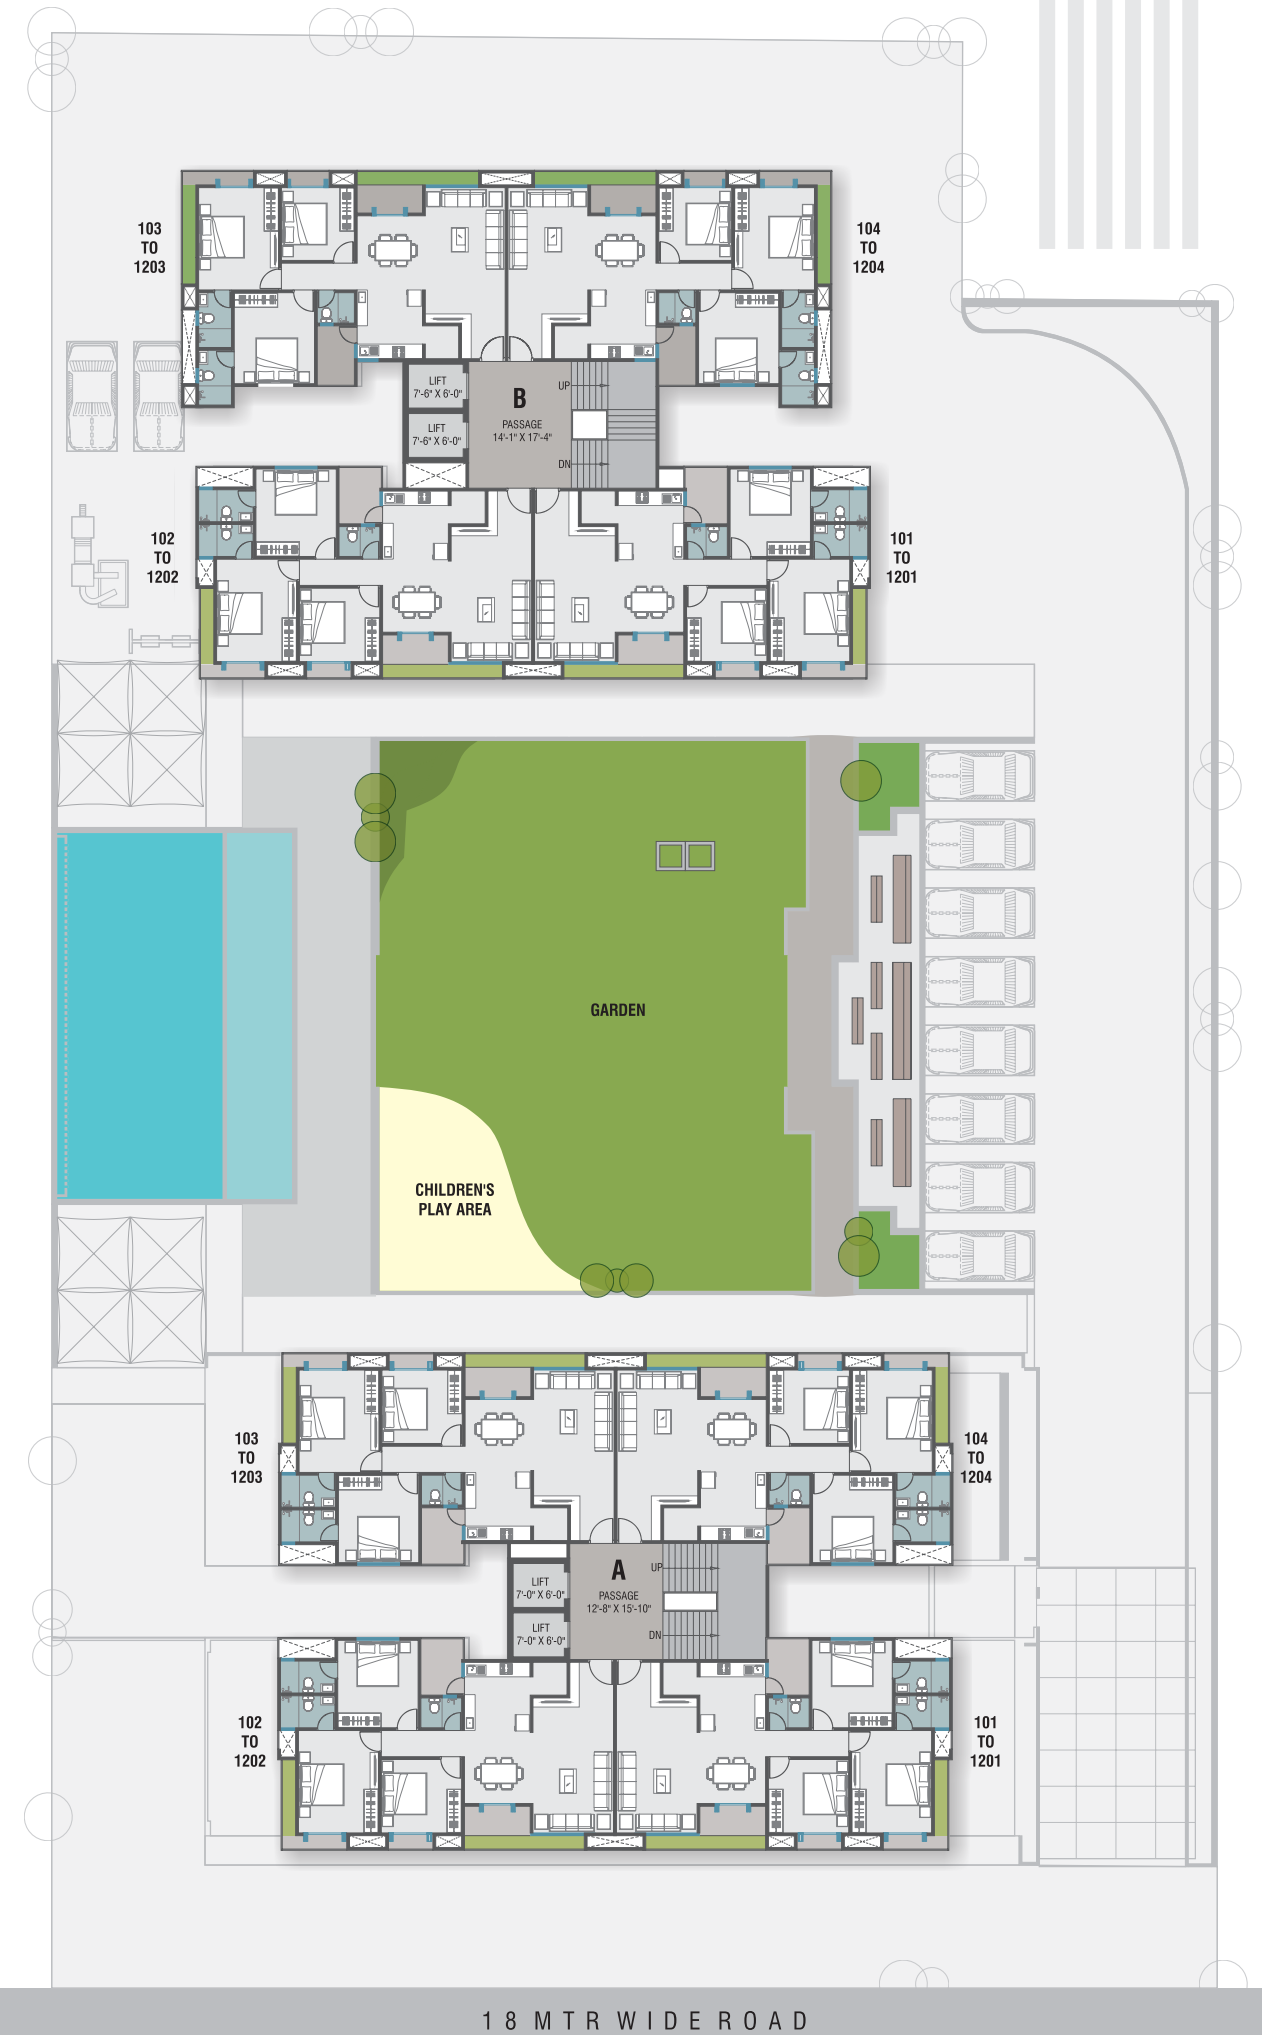 103
TO
1203
104
TO
1204
LIFT
7'-6" X 6'-0"
LIFT
7'-6" X 6'-0"
B
PASSAGE
14'-1" X 17'-4"
UP
DN
102
TO
1202
101
TO
1201
GARDEN
CHILDREN'S
PLAY AREA
103
TO
1203
104
TO
1204
LIFT
7'-0" X 6'-0"
LIFT
7'-0" X 6'-0"
A
PASSAGE
12'-8" X 15'-10"
UP
DN
102
TO
1202
101
TO
1201
18 MTR WIDE ROAD